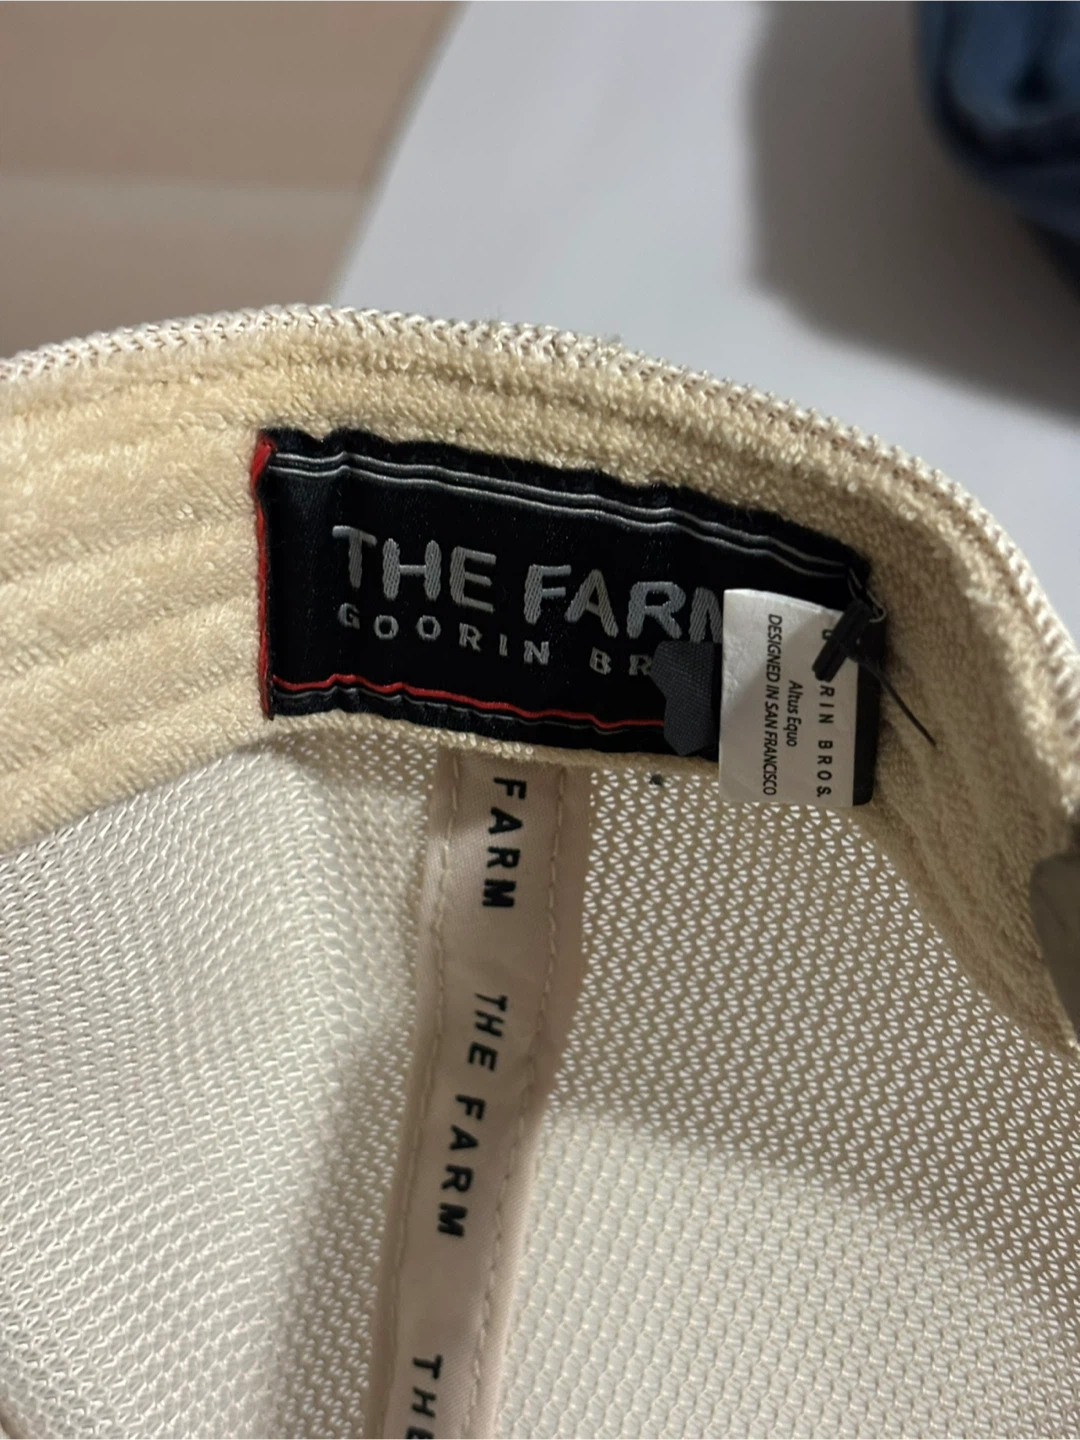 THE FARM
GOORIN BR
RIN BROS.
Altus Equo
DESIGNED IN SAN FRANCISCO
FARM
THE FARM
THE